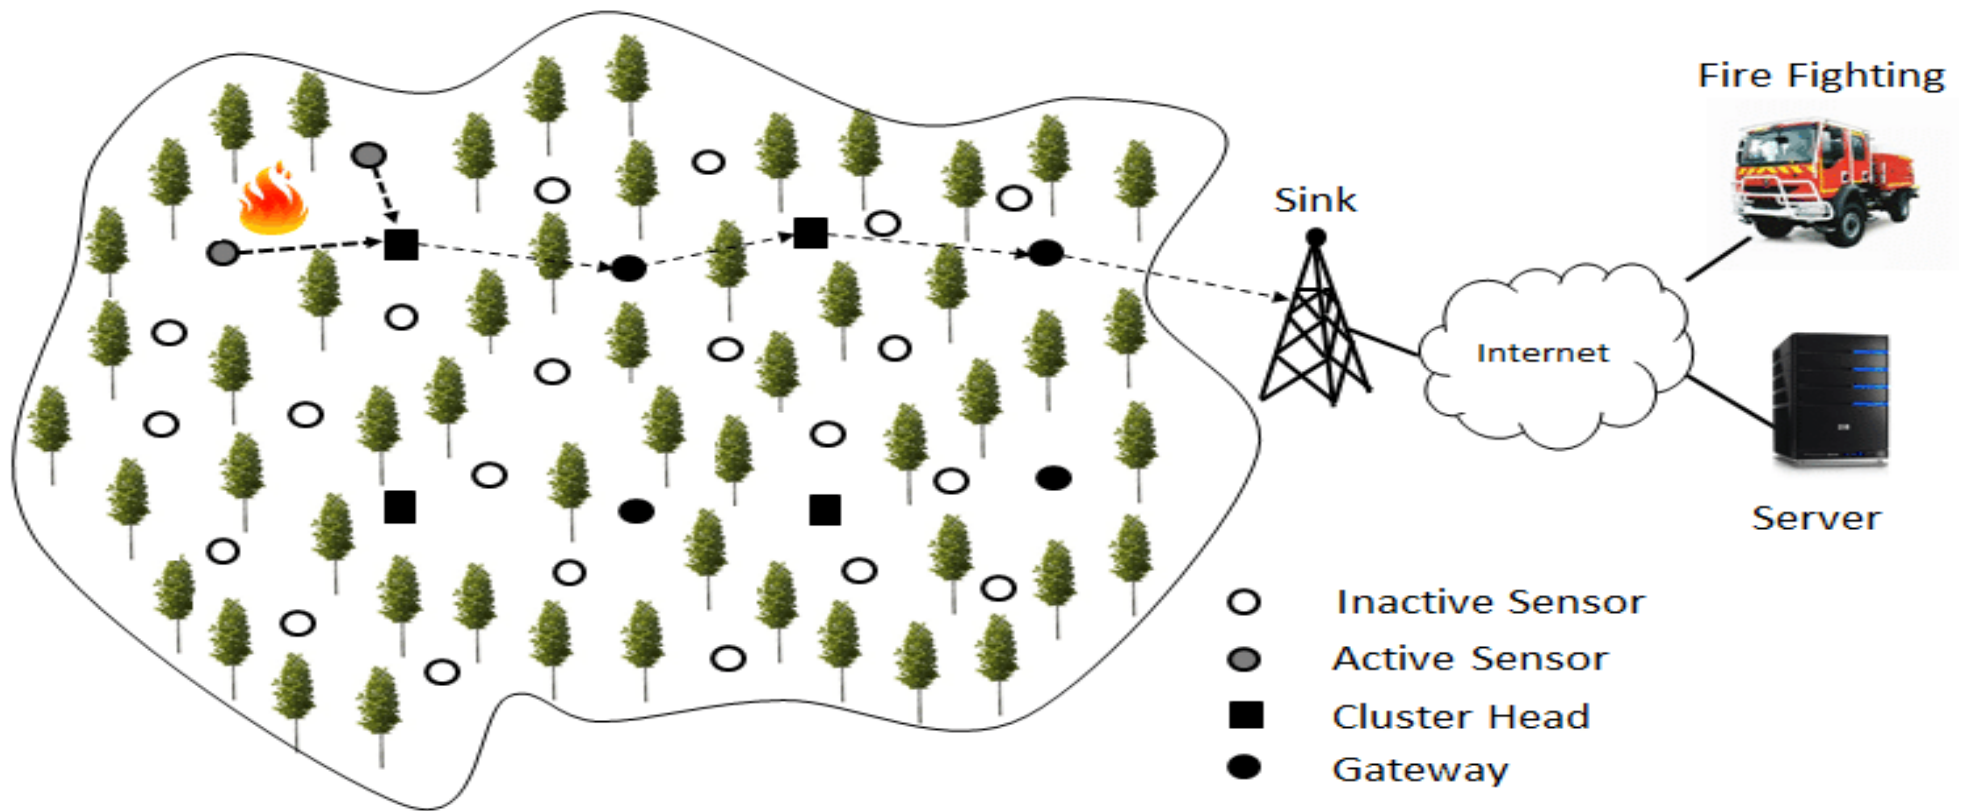 Fire Fighting
Sink
Internet
Server
Inactive Sensor
Active Sensor
Cluster Head
Gateway